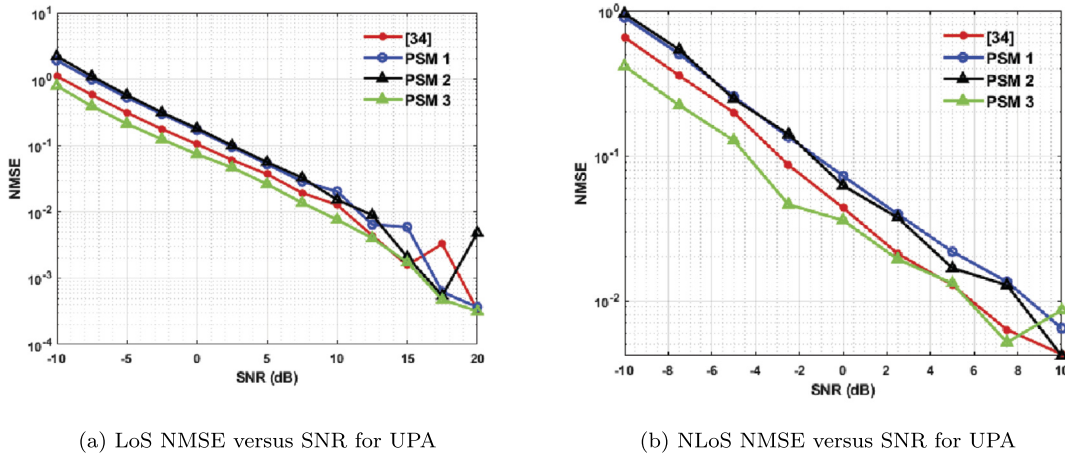 10^1
10^0
10^-1
10^-2
10^-3
10^-4
NMSE
-10 -5 0 5 10 15 20
SNR (dB)
[34]
PSM 1
PSM 2
PSM 3
(a) LoS NMSE versus SNR for UPA
10^0
10^-1
10^-2
NMSE
-10 -8 -6 -4 -2 0 2 4 6 8 10
SNR (dB)
[34]
PSM 1
PSM 2
PSM 3
(b) NLoS NMSE versus SNR for UPA